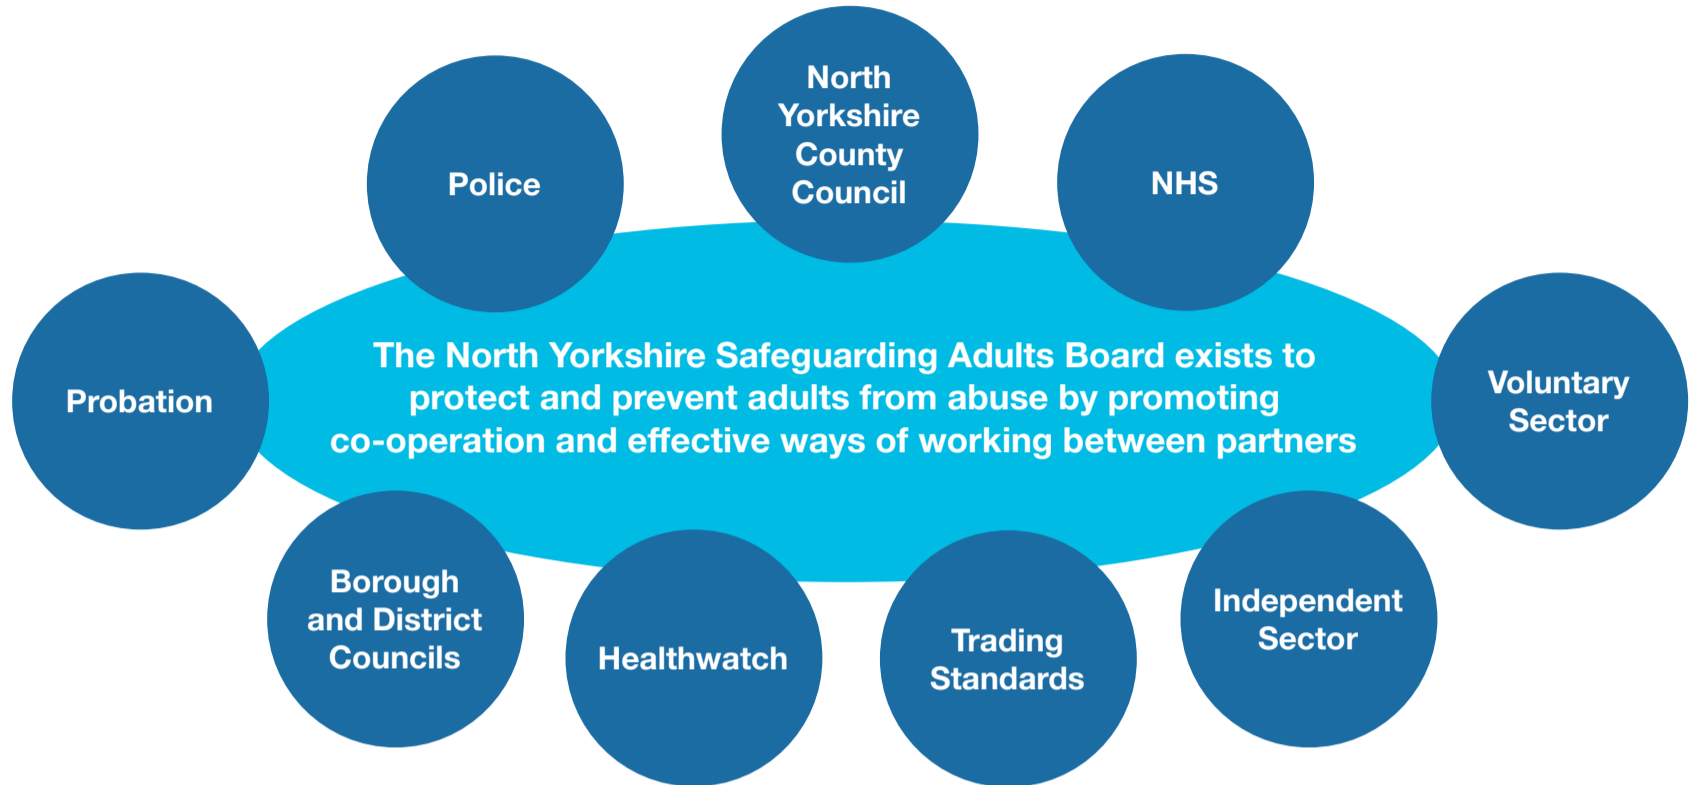 North
Yorkshire
County
Council
Police
NHS
Probation
The North Yorkshire Safeguarding Adults Board exists to
protect and prevent adults from abuse by promoting
co-operation and effective ways of working between partners
Voluntary
Sector
Borough
and District
Councils
Healthwatch
Trading
Standards
Independent
Sector